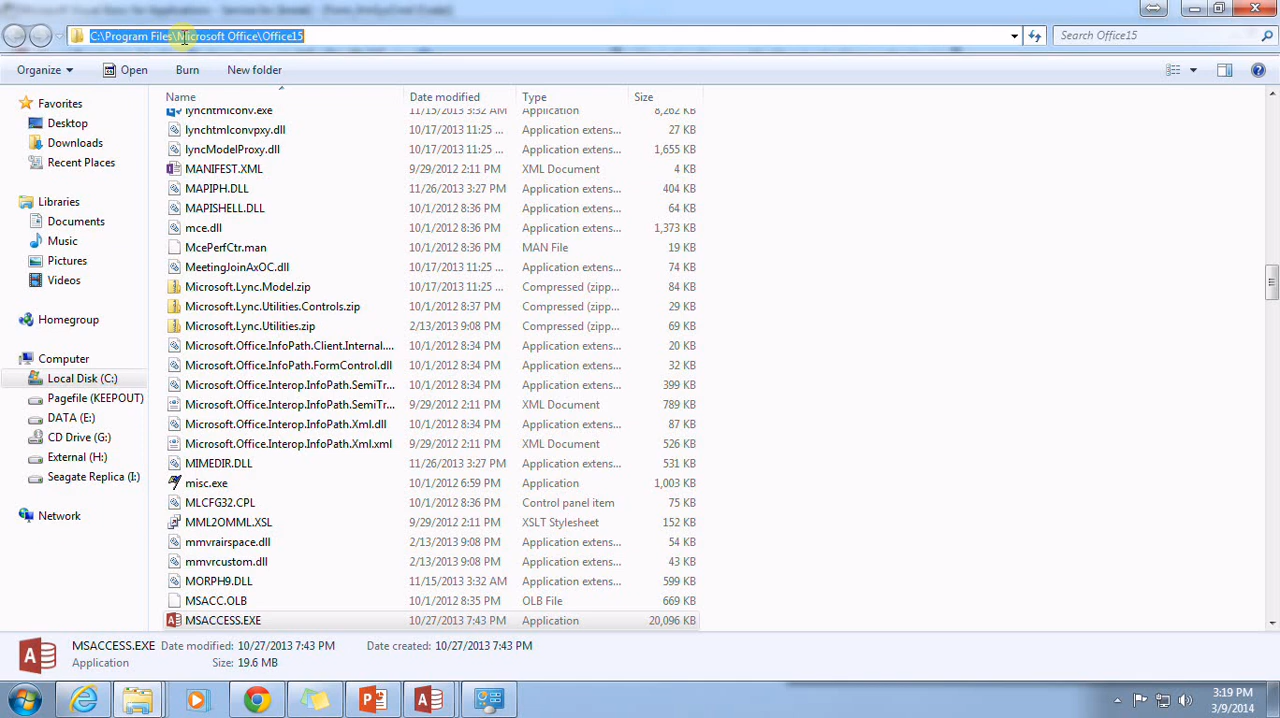 C:\Program Files\Microsoft Office\Office15
Search Office15
Organize Open Burn New folder
Name Date modified Type Size
Favorites
Desktop
Downloads
Recent Places
Libraries
Documents
Music
Pictures
Videos
Homegroup
Computer
Local Disk (C:)
Pagefile (KEEPOUT)
DATA (E:)
CD Drive (G:)
External (H:)
Seagate Replica (I:)
Network
lynchtmlconv.exe 11/15/2013 3:32 AM Application 8,262 KB
lynchtmlconvpxy.dll 10/17/2013 11:25 ... Application extens... 27 KB
lyncModelProxy.dll 10/17/2013 11:25 ... Application extens... 1,655 KB
MANIFEST.XML 9/29/2012 2:11 PM XML Document 4 KB
MAPIPH.DLL 11/26/2013 3:27 PM Application extens... 404 KB
MAPISHELL.DLL 10/1/2012 8:36 PM Application extens... 64 KB
mce.dll 10/1/2012 8:36 PM Application extens... 1,373 KB
McePerfCtr.man 10/1/2012 8:36 PM MAN File 19 KB
MeetingJoinAxOC.dll 10/17/2013 11:25 ... Application extens... 74 KB
Microsoft.Lync.Model.zip 10/17/2013 11:25 ... Compressed (zipp... 84 KB
Microsoft.Lync.Utilities.Controls.zip 10/1/2012 8:37 PM Compressed (zipp... 29 KB
Microsoft.Lync.Utilities.zip 2/13/2013 9:08 PM Compressed (zipp... 69 KB
Microsoft.Office.InfoPath.Client.Internal.... 10/1/2012 8:34 PM Application extens... 20 KB
Microsoft.Office.InfoPath.FormControl.dll 10/1/2012 8:34 PM Application extens... 32 KB
Microsoft.Office.Interop.InfoPath.SemiTr... 10/1/2012 8:34 PM Application extens... 399 KB
Microsoft.Office.Interop.InfoPath.SemiTr... 9/29/2012 2:11 PM XML Document 789 KB
Microsoft.Office.Interop.InfoPath.Xml.dll 10/1/2012 8:34 PM Application extens... 87 KB
Microsoft.Office.Interop.InfoPath.Xml.xml 9/29/2012 2:11 PM XML Document 526 KB
MIMEDIR.DLL 11/26/2013 3:27 PM Application extens... 531 KB
misc.exe 10/1/2012 6:59 PM Application 1,003 KB
MLCFG32.CPL 10/1/2012 8:36 PM Control panel item 75 KB
MML2OMML.XSL 9/29/2012 2:11 PM XSLT Stylesheet 152 KB
mmvrairspace.dll 2/13/2013 9:08 PM Application extens... 54 KB
mmvrcustom.dll 2/13/2013 9:08 PM Application extens... 43 KB
MORPH9.DLL 11/15/2013 3:32 AM Application extens... 599 KB
MSACC.OLB 10/1/2012 8:35 PM OLB File 669 KB
MSACCESS.EXE 10/27/2013 7:43 PM Application 20,096 KB
MSACCESS.EXE Date modified: 10/27/2013 7:43 PM Date created: 10/27/2013 7:43 PM
Application Size: 19.6 MB
3:19 PM
3/9/2014